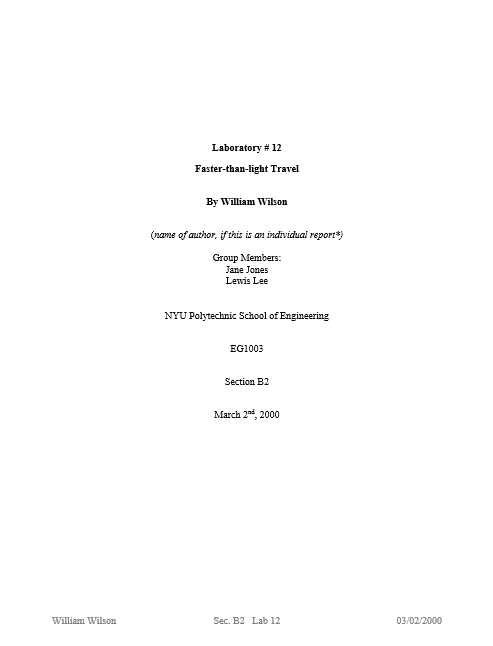 Laboratory # 12
Faster-than-light Travel
By William Wilson
(name of author, if this is an individual report*)
Group Members:
Jane Jones
Lewis Lee
NYU Polytechnic School of Engineering
EG1003
Section B2
March 2nd, 2000
William Wilson Sec. B2 Lab 12 03/02/2000